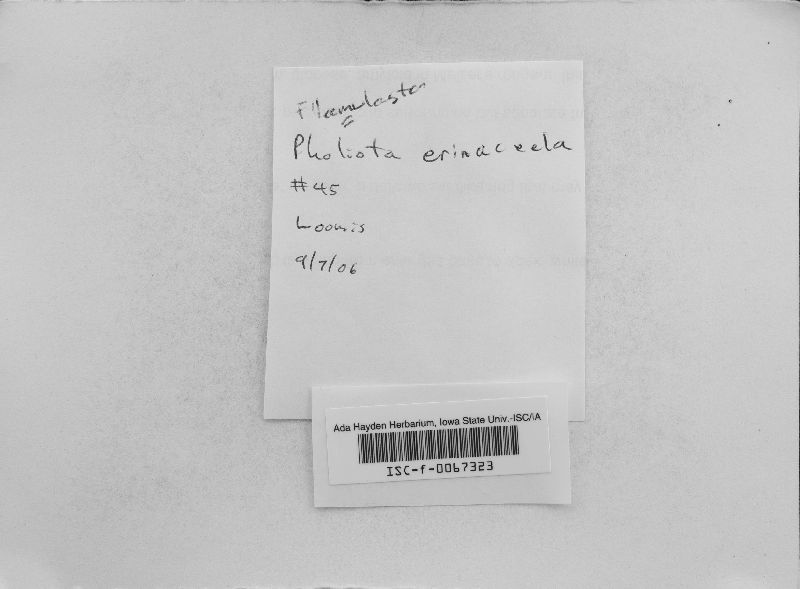 Flammulaster
Pholiota erinaceela
#45
Loomis
9/7/06
Ada Hayden Herbarium, Iowa State Univ.-ISC/IA
ISC-f-0067323